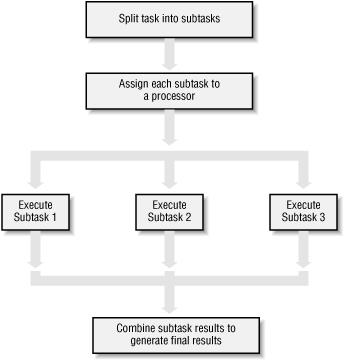 Split task into subtasks
Assign each subtask to
a processor
Execute
Subtask 1
Execute
Subtask 2
Execute
Subtask 3
Combine subtask results to
generate final results